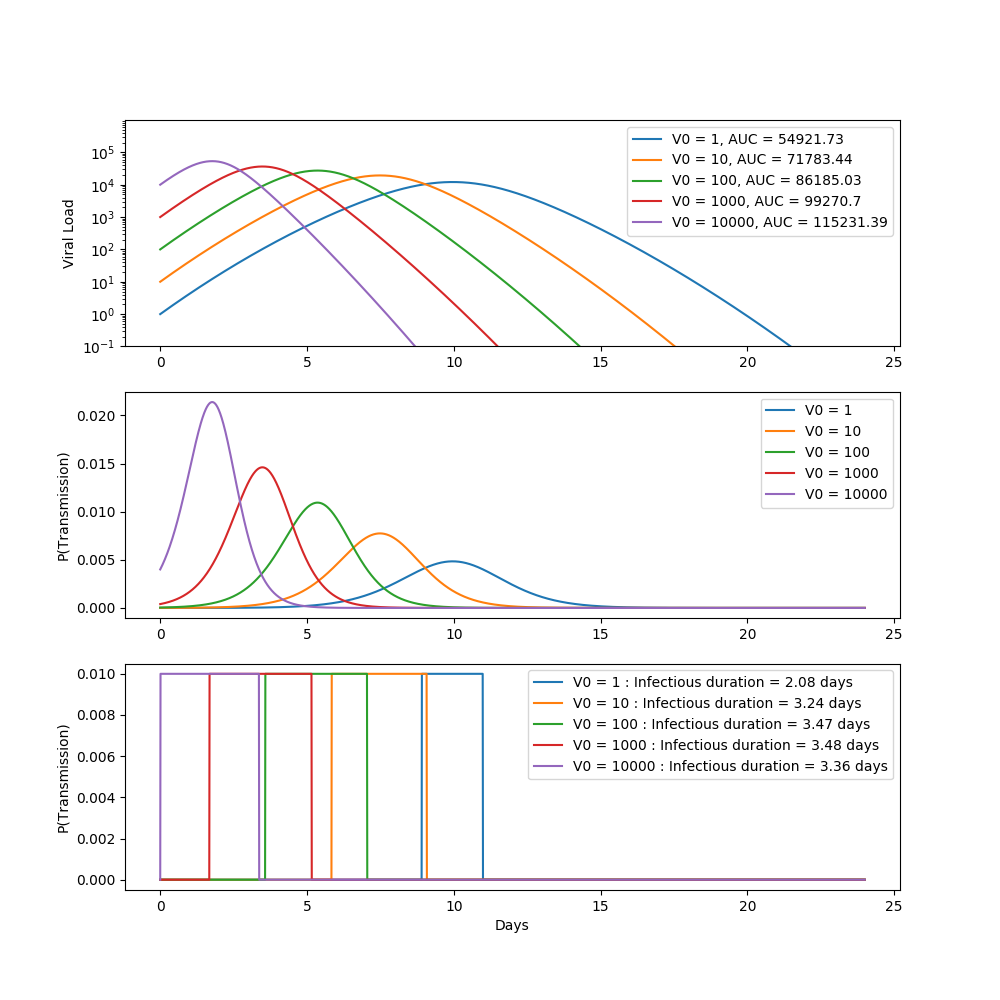 Viral Load
10^5
10^4
10^3
10^2
10^1
10^0
10^−1
V0 = 1, AUC = 54921.73
V0 = 10, AUC = 71783.44
V0 = 100, AUC = 86185.03
V0 = 1000, AUC = 99270.7
V0 = 10000, AUC = 115231.39
0 5 10 15 20 25
P(Transmission)
0.020
0.015
0.010
0.005
0.000
V0 = 1
V0 = 10
V0 = 100
V0 = 1000
V0 = 10000
0 5 10 15 20 25
P(Transmission)
0.010
0.008
0.006
0.004
0.002
0.000
V0 = 1 : Infectious duration = 2.08 days
V0 = 10 : Infectious duration = 3.24 days
V0 = 100 : Infectious duration = 3.47 days
V0 = 1000 : Infectious duration = 3.48 days
V0 = 10000 : Infectious duration = 3.36 days
0 5 10 15 20 25
Days